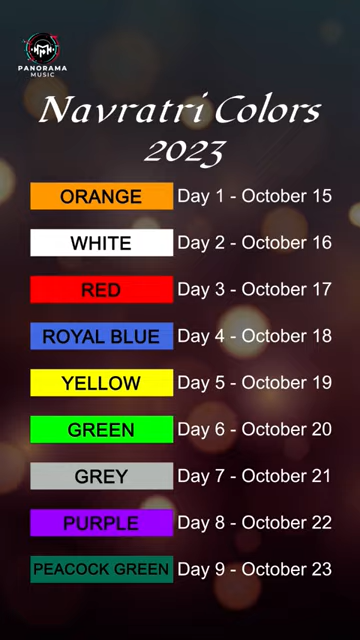 PANORAMA
MUSIC
Navratri Colors
2023
ORANGE Day 1 - October 15
WHITE Day 2 - October 16
RED Day 3 - October 17
ROYAL BLUE Day 4 - October 18
YELLOW Day 5 - October 19
GREEN Day 6 - October 20
GREY Day 7 - October 21
PURPLE Day 8 - October 22
PEACOCK GREEN Day 9 - October 23